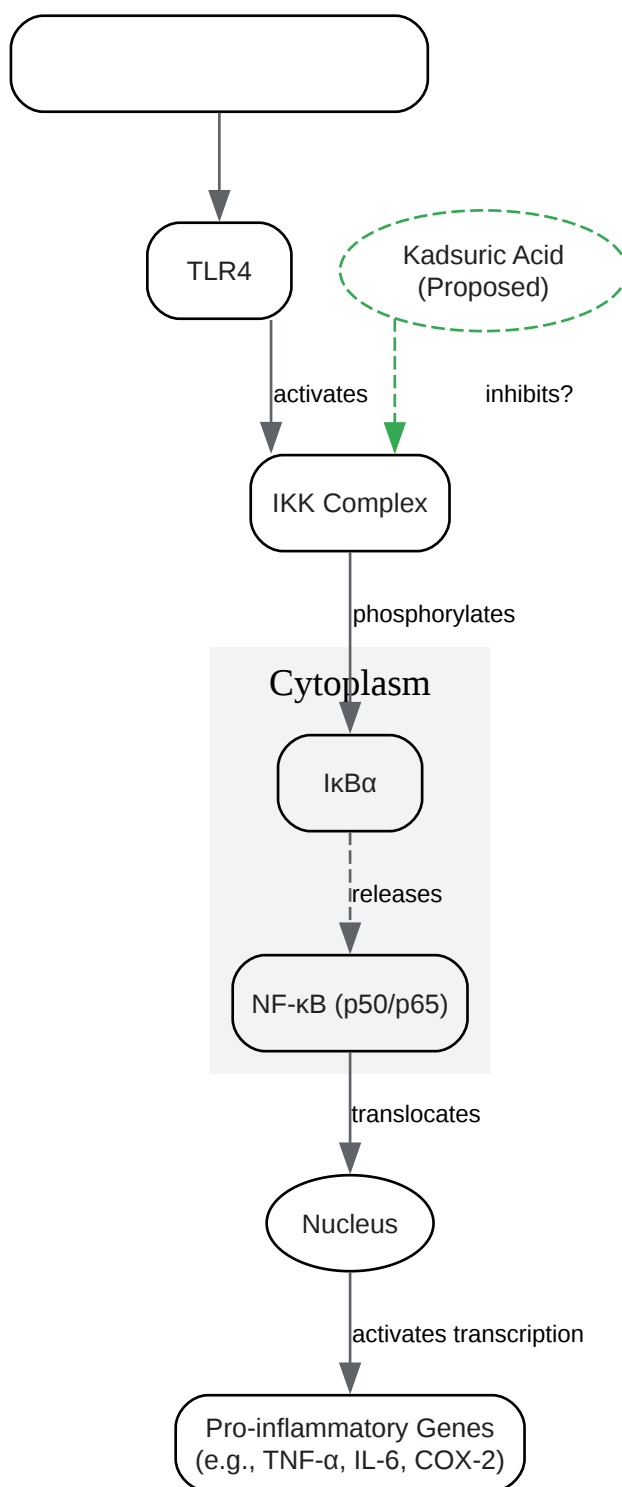 TLR4
Kadsuric Acid
(Proposed)
activates
inhibits?
IKK Complex
phosphorylates
Cytoplasm
IκBα
releases
NF-κB (p50/p65)
translocates
Nucleus
activates transcription
Pro-inflammatory Genes
(e.g., TNF-α, IL-6, COX-2)